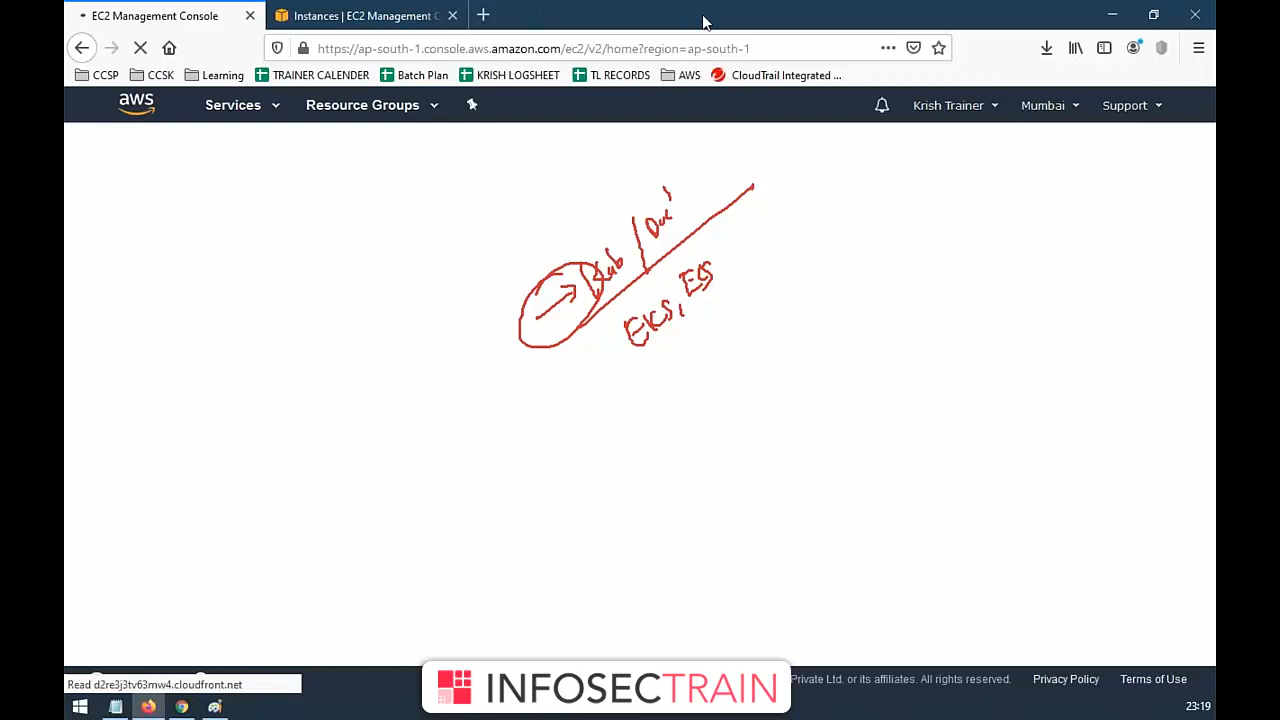 EC2 Management Console
Instances | EC2 Management C
https://ap-south-1.console.aws.amazon.com/ec2/v2/home?region=ap-south-1
CCSP CCSK Learning TRAINER CALENDER Batch Plan KRISH LOGSHEET TL RECORDS AWS CloudTrail Integrated ...
aws Services Resource Groups Krish Trainer Mumbai Support
EKS,
Read d2re3j3tv63mw4.cloudfront.net
INFOSECTRAIN
Private Ltd. or its affiliates. All rights reserved. Privacy Policy Terms of Use
23:19